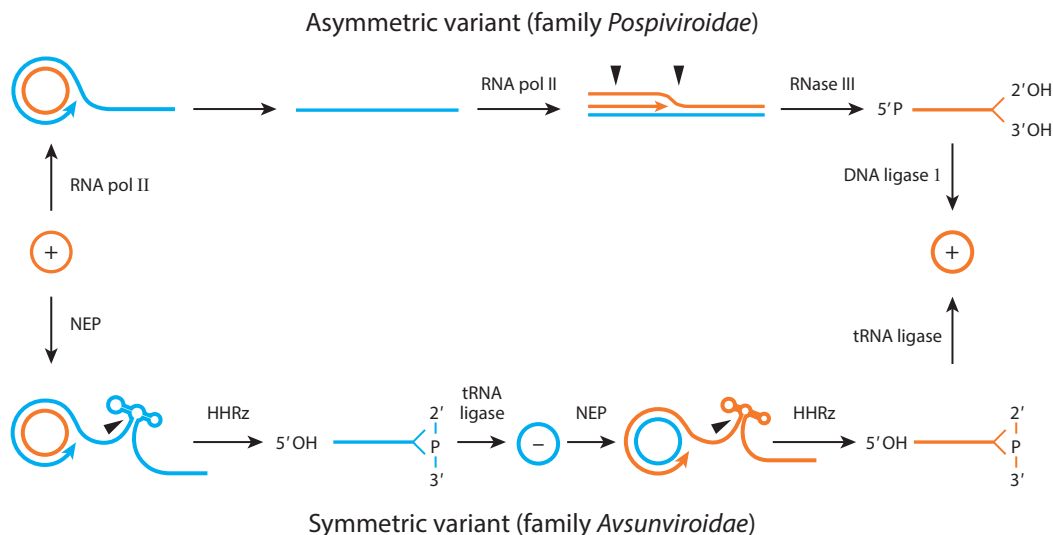 Asymmetric variant (family Pospiviroidae)
RNA pol II
RNase III
5′P
2′OH
3′OH
RNA pol II
DNA ligase 1
+
+
NEP
tRNA ligase
HHRz
5′OH
2′
P
3′
tRNA
ligase
−
NEP
HHRz
5′OH
2′
P
3′
Symmetric variant (family Avsunviroidae)